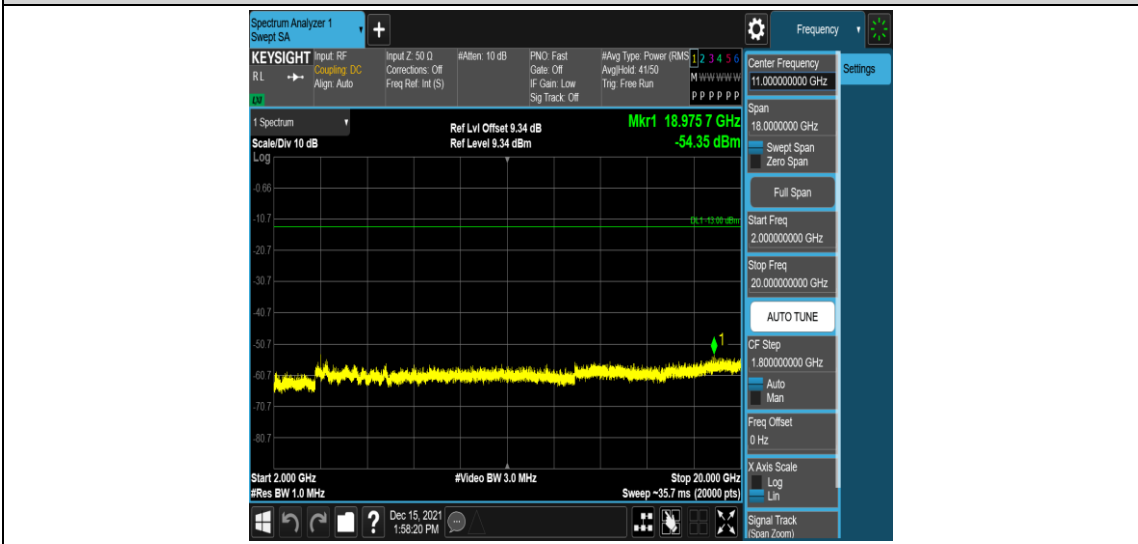 Spectrum Analyzer 1
Swept SA
+
Frequency
KEYSIGHT
RL
LXI
Input: RF
Coupling: DC
Align: Auto
Input Z: 50 Ω
Corrections: Off
Freq Ref: Int (S)
#Atten: 10 dB
PNO: Fast
Gate: Off
IF Gain: Low
Sig Track: Off
#Avg Type: Power (RMS
Avg|Hold: 41/50
Trig: Free Run
1 2 3 4 5 6
M W W W W W
P P P P P P
1 Spectrum
Scale/Div 10 dB
Log
Ref Lvl Offset 9.34 dB
Ref Level 9.34 dBm
Mkr1 18.975 7 GHz
-54.35 dBm
-0.66
-10.7
DL1 -13.00 dBm
-20.7
-30.7
-40.7
-50.7
1
-60.7
-70.7
-80.7
Start 2.000 GHz
#Res BW 1.0 MHz
#Video BW 3.0 MHz
Stop 20.000 GHz
Sweep ~35.7 ms (20000 pts)
?
Dec 15, 2021
1:58:20 PM
Center Frequency
11.000000000 GHz
Settings
Span
18.0000000 GHz
Swept Span
Zero Span
Full Span
Start Freq
2.000000000 GHz
Stop Freq
20.000000000 GHz
AUTO TUNE
CF Step
1.800000000 GHz
Auto
Man
Freq Offset
0 Hz
X Axis Scale
Log
Lin
Signal Track
(Span Zoom)